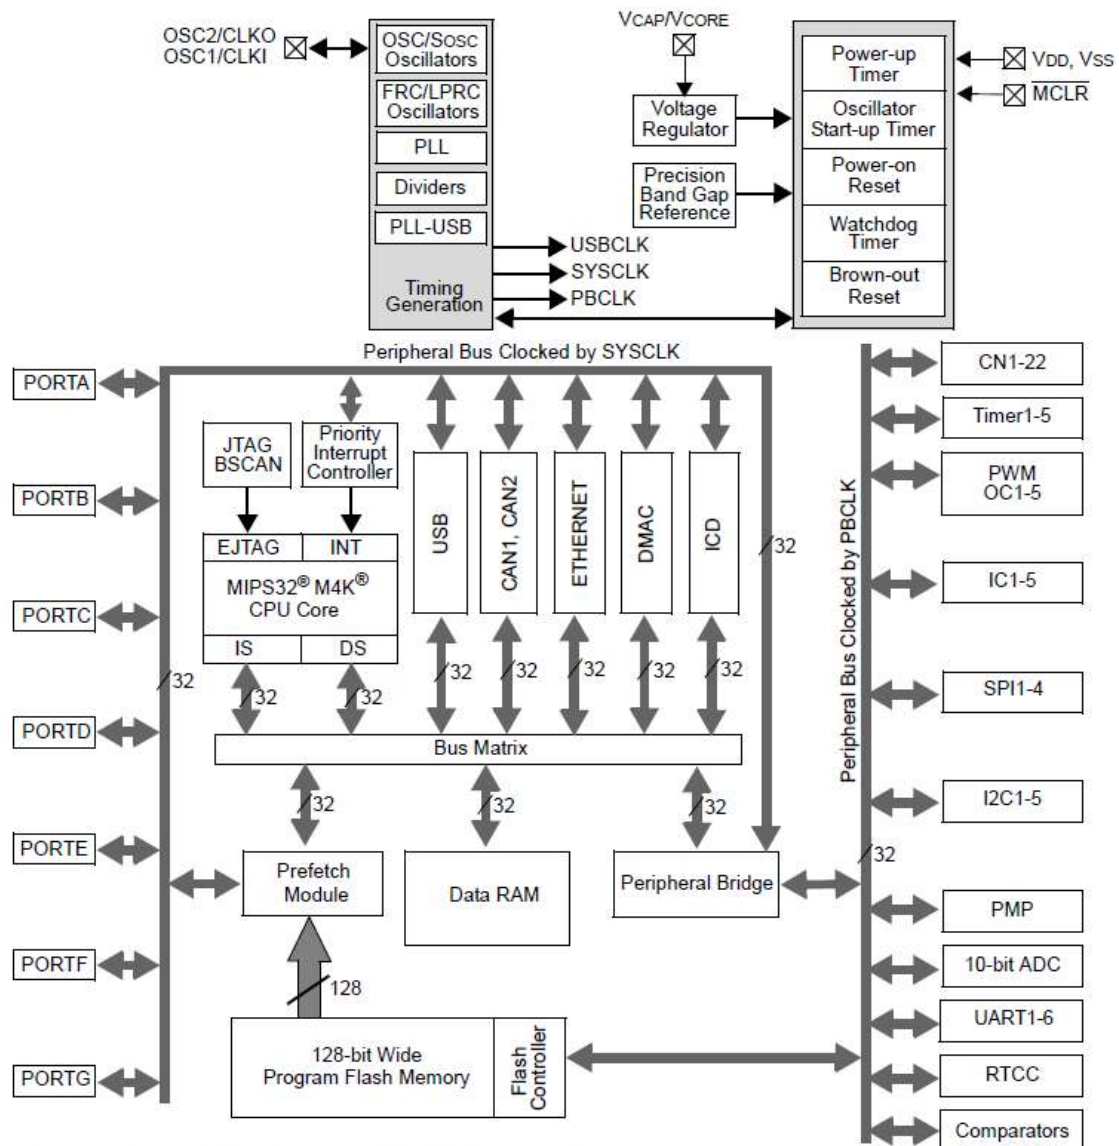 OSC2/CLKO
OSC1/CLKI
OSC/SOSC
Oscillators
FRC/LPRC
Oscillators
PLL
Dividers
PLL-USB
Timing
Generation
USBCLK
SYSCLK
PBCLK
VCAP/VCORE
Voltage
Regulator
Precision
Band Gap
Reference
Power-up
Timer
Oscillator
Start-up Timer
Power-on
Reset
Watchdog
Timer
Brown-out
Reset
VDD, VSS
MCLR
Peripheral Bus Clocked by SYSCLK
PORTA
PORTB
PORTC
PORTD
PORTE
PORTF
PORTG
32
JTAG
BSCAN
Priority
Interrupt
Controller
EJTAG
INT
MIPS32® M4K®
CPU Core
IS
DS
USB
CAN1, CAN2
ETHERNET
DMAC
ICD
32
32
32
32
32
32
32
32
Bus Matrix
32
32
32
Prefetch
Module
Data RAM
Peripheral Bridge
128
128-bit Wide
Program Flash Memory
Flash
Controller
Peripheral Bus Clocked by PBCLK
32
CN1-22
Timer1-5
PWM
OC1-5
IC1-5
SPI1-4
I2C1-5
PMP
10-bit ADC
UART1-6
RTCC
Comparators